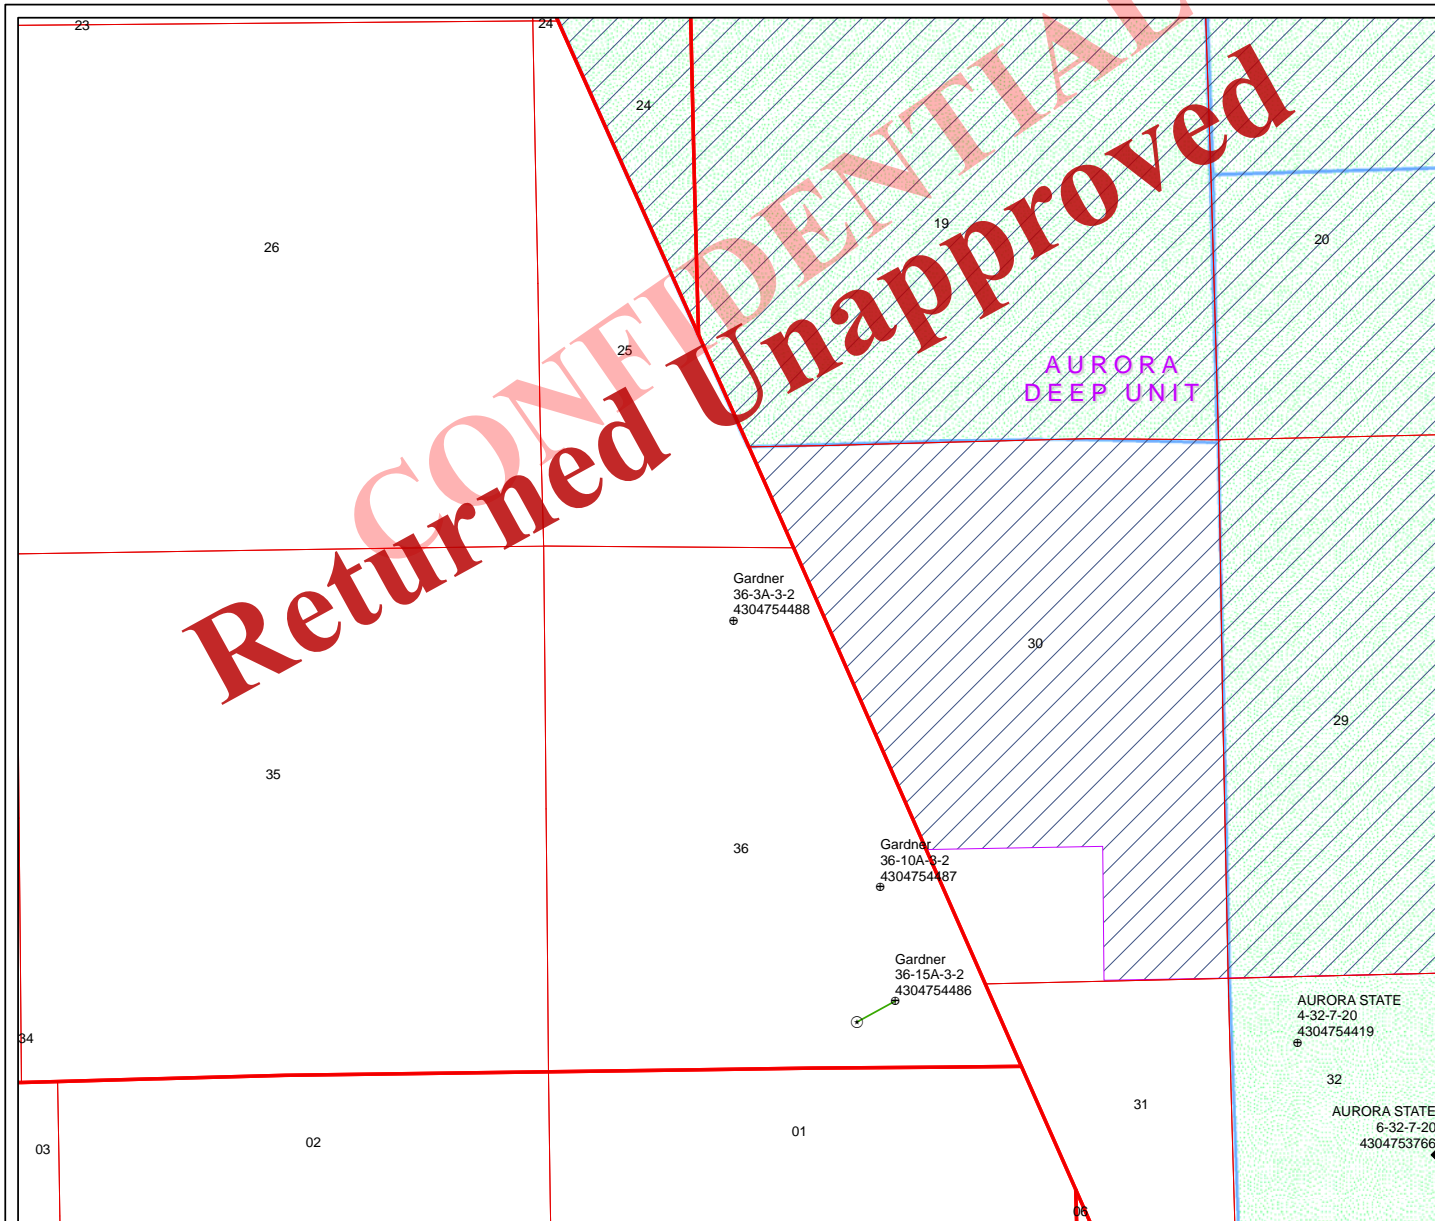 23
24
24
CONFIDENTIAL
Returned Unapproved
26
19
20
25
AURORA
DEEP UNIT
Gardner
36-3A-3-2
4304754488
30
29
35
36
Gardner
36-10A-3-2
4304754487
Gardner
36-15A-3-2
4304754486
AURORA STATE
4-32-7-20
4304754419
34
32
31
AURORA STATE
6-32-7-20
4304753766
03
02
01
06